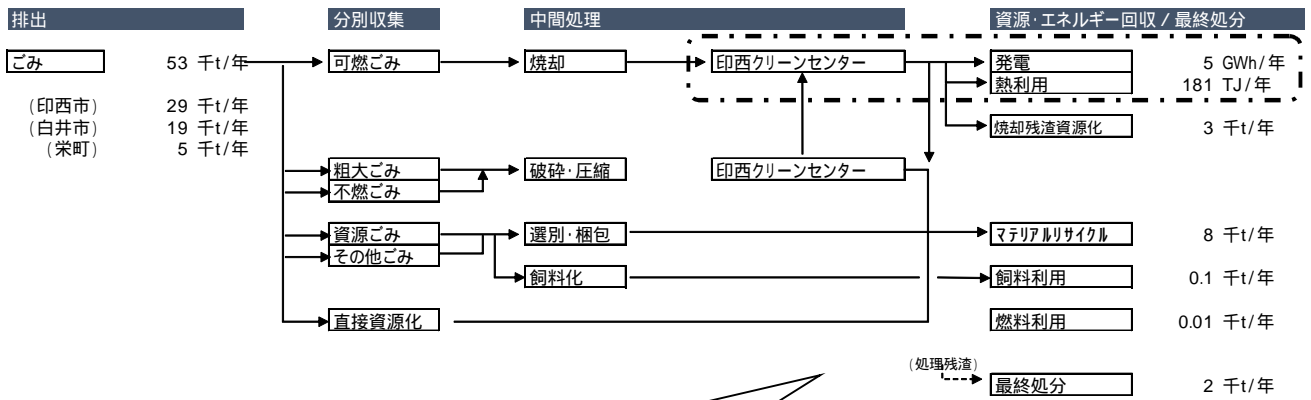 排出 分別収集 中間処理 資源・エネルギー回収 / 最終処分
ごみ 53 千t/年 可燃ごみ 焼却 印西クリーンセンター 発電 5 GWh/年
熱利用 181 TJ/年
(印西市) 29 千t/年
(白井市) 19 千t/年 焼却残渣資源化 3 千t/年
(栄町) 5 千t/年
粗大ごみ 破砕・圧縮 印西クリーンセンター
不燃ごみ
資源ごみ 選別・梱包 マテリアルリサイクル 8 千t/年
その他ごみ
飼料化 飼料利用 0.1 千t/年
直接資源化 燃料利用 0.01 千t/年
(処理残渣)
最終処分 2 千t/年